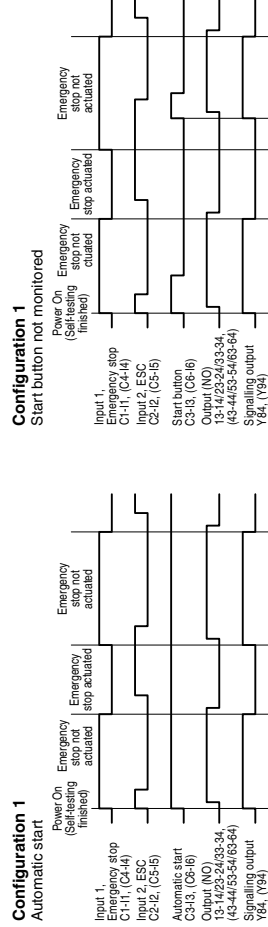 Configuration 1
Automatic start
Power On
(Self-testing
finished)
Emergency
stop not
actuated
Emergency
stop actuated
Emergency
stop not
actuated
Input 1,
Emergency stop
C1-I1, (C4-I4)
Input 2, ESC
C2-I2, (C5-I5)
Automatic start
C3-I3, (C6-I6)
Output (NO)
13-14/23-24/33-34,
(43-44/53-54/63-64)
Signalling output
Y84, (Y94)
Configuration 1
Start button not monitored
Power On
(Self-testing
finished)
Emergency
stop not
ctuated
Emergency
stop actuated
Emergency
stop not
actuated
Input 1,
Emergency stop
C1-I1, (C4-I4)
Input 2, ESC
C2-I2, (C5-I5)
Start button
C3-I3, (C6-I6)
Output (NO)
13-14/23-24/33-34,
(43-44/53-54/63-64)
Signalling output
Y84, (Y94)